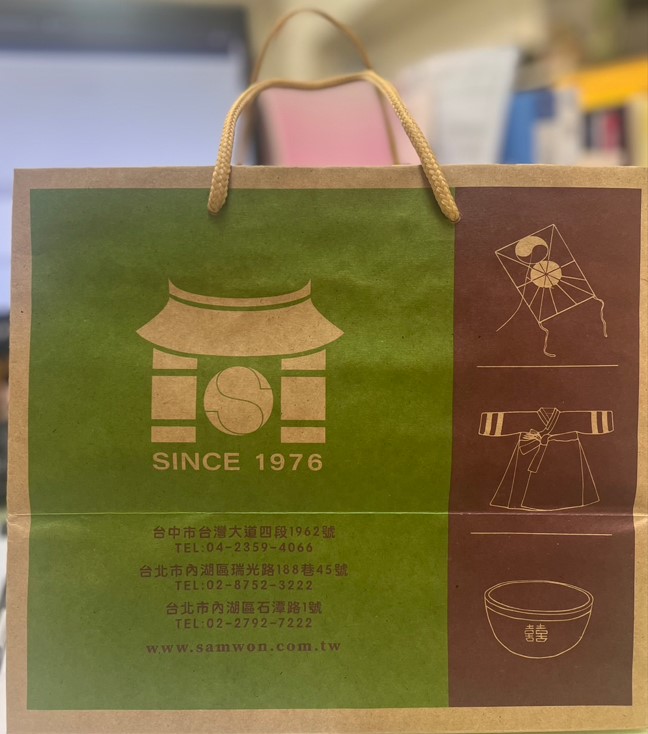 SINCE 1976
台中市台灣大道四段1962號
TEL:04-2359-4066
台北市內湖區瑞光路188巷45號
TEL:02-8752-3222
台北市內湖區石潭路1號
TEL:02-2792-7222
www.samwon.com.tw
囍